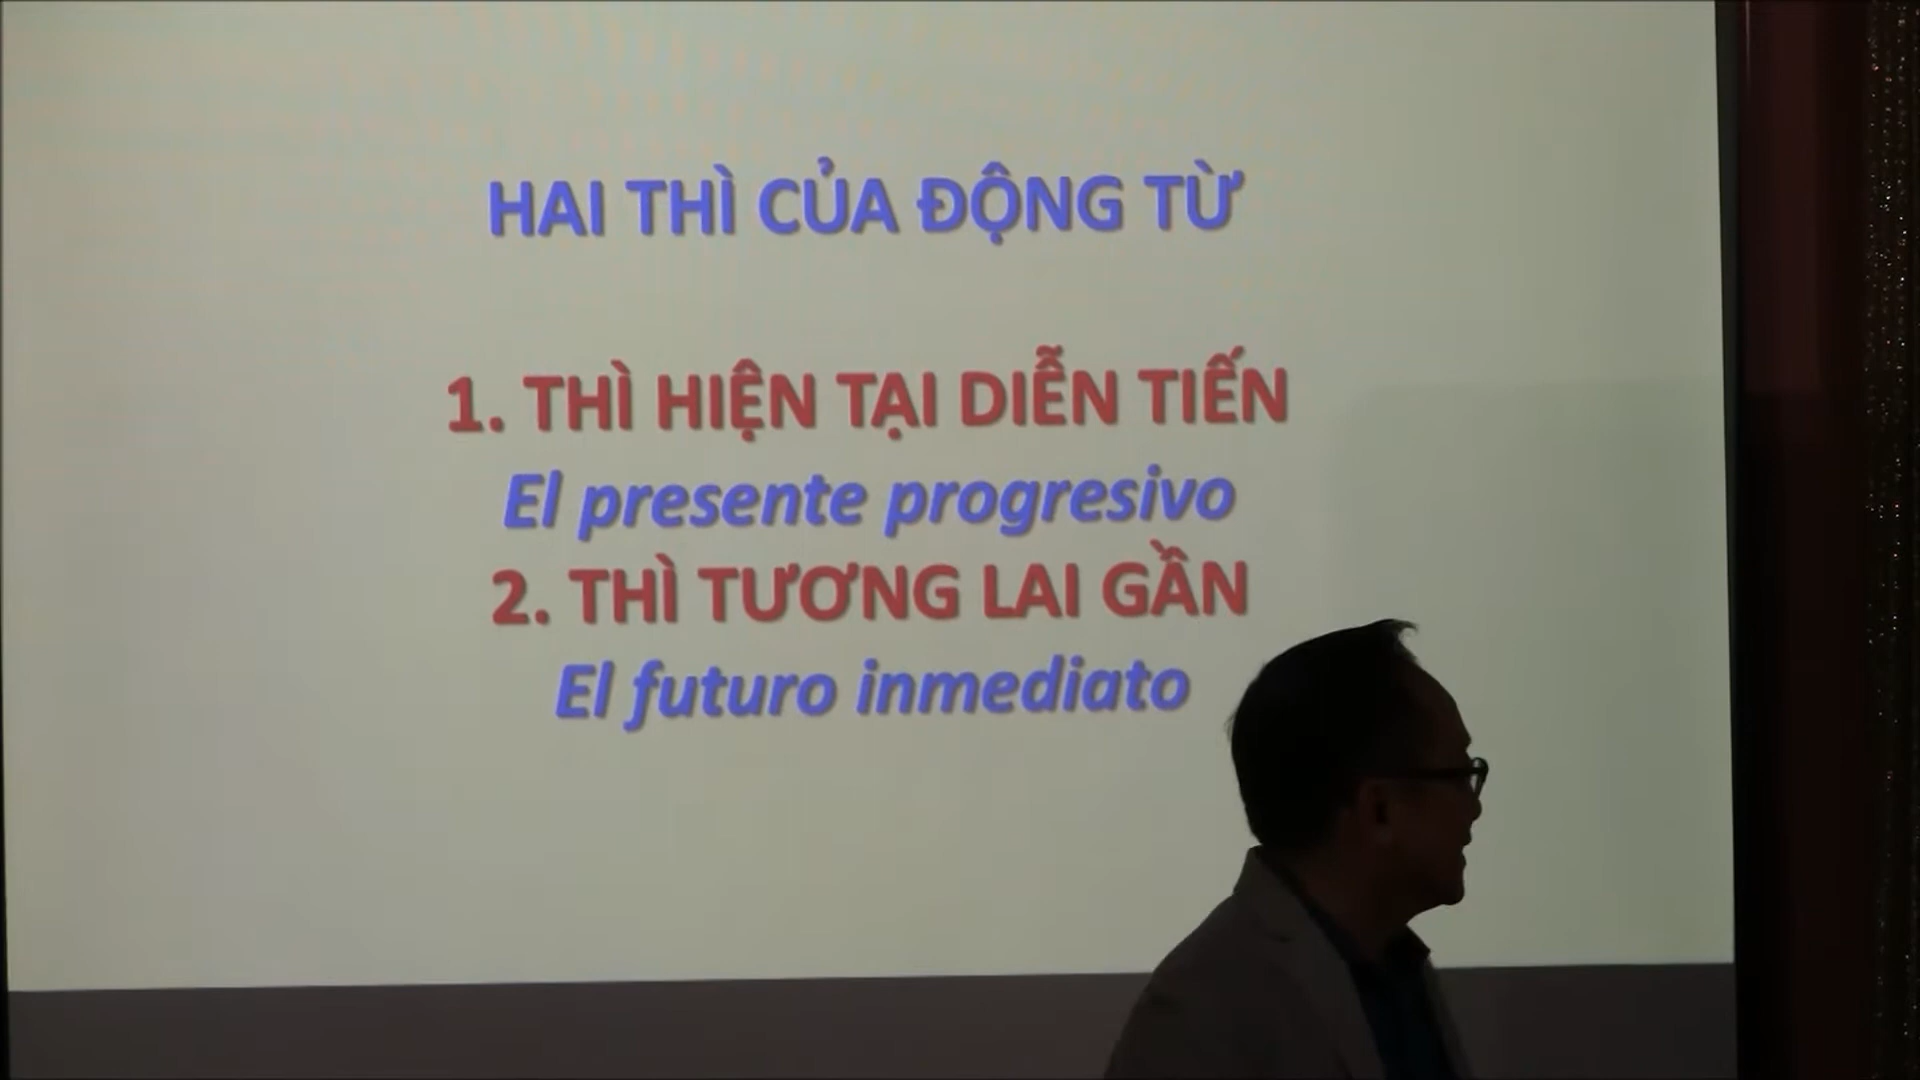 HAI THÌ CỦA ĐỘNG TỪ
1. THÌ HIỆN TẠI DIỄN TIẾN
El presente progresivo
2. THÌ TƯƠNG LAI GẦN
El futuro inmediato